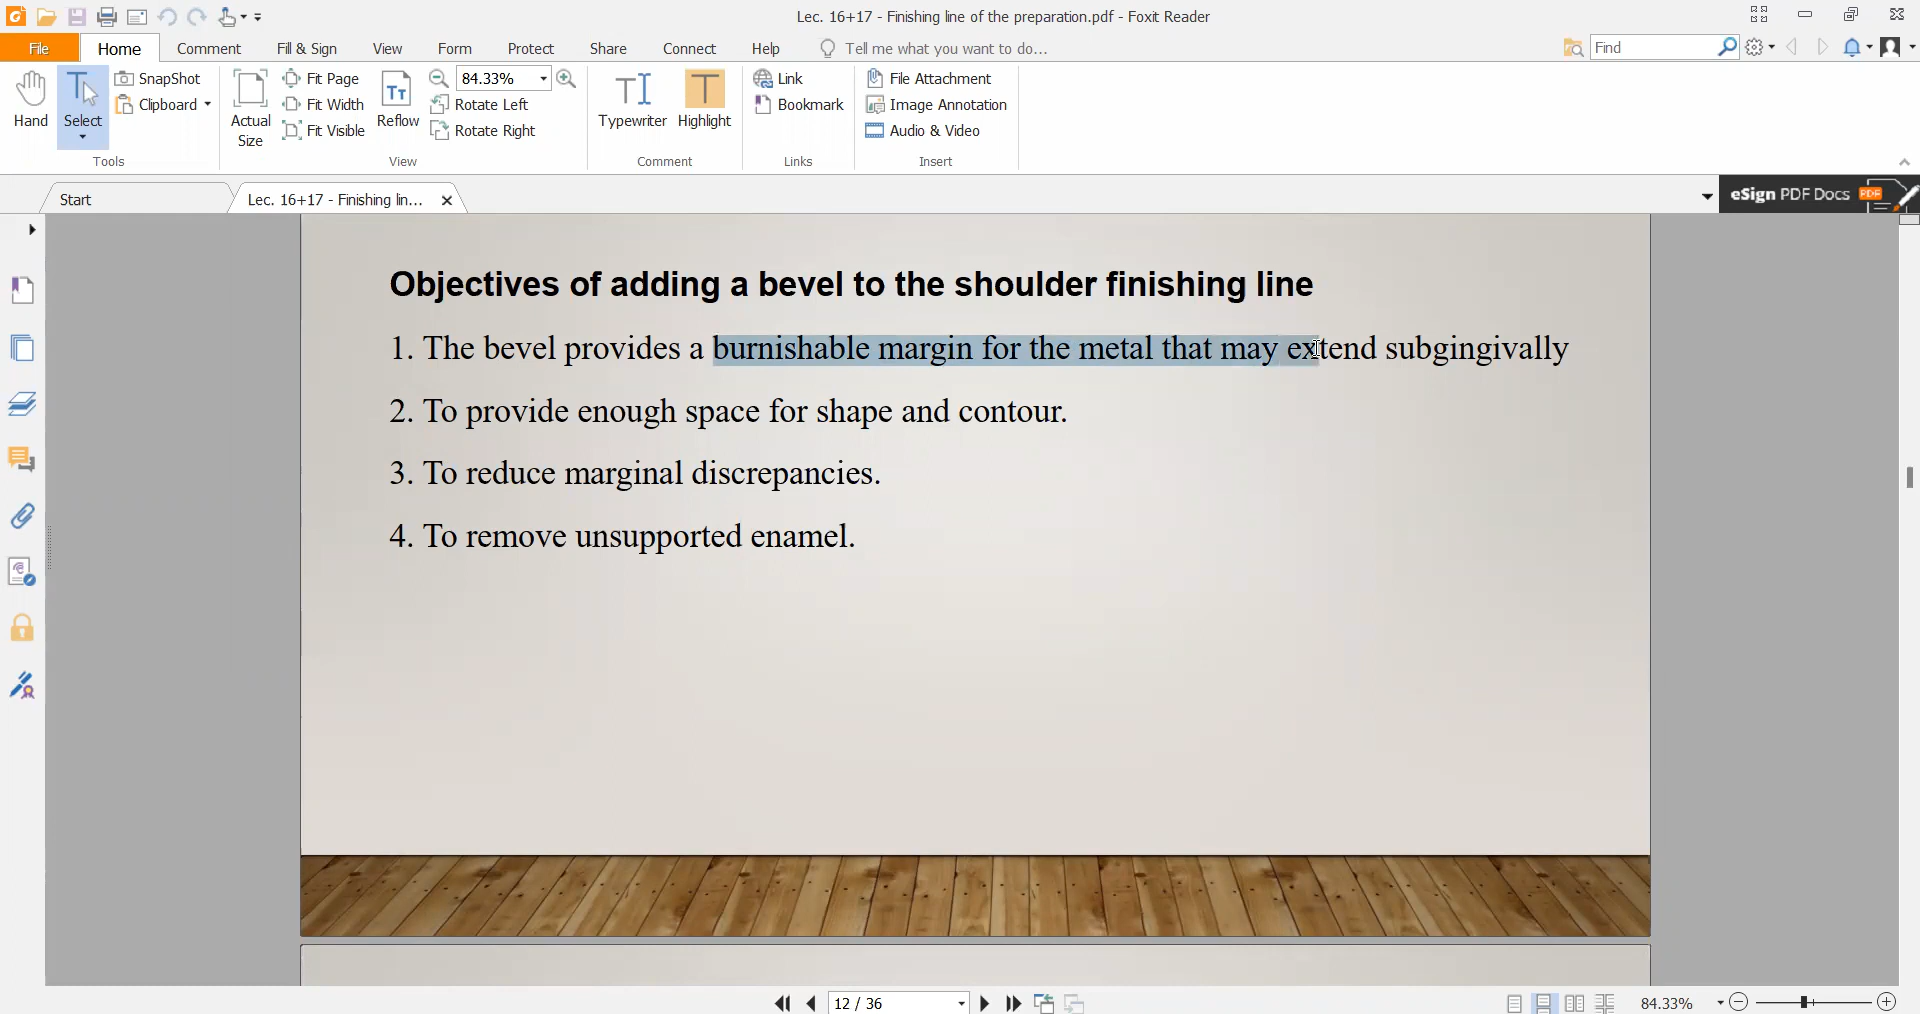 Lec. 16+17 - Finishing line of the preparation.pdf - Foxit Reader
File Home Comment Fill & Sign View Form Protect Share Connect Help Tell me what you want to do... Find
Hand
Select
SnapShot
Clipboard
Tools
Actual Size
Fit Page
Fit Width
Fit Visible
Reflow
84.33%
Rotate Left
Rotate Right
View
Typewriter
Highlight
Comment
Link
Bookmark
Links
File Attachment
Image Annotation
Audio & Video
Insert
Start
Lec. 16+17 - Finishing lin...
eSign PDF Docs PDF
Objectives of adding a bevel to the shoulder finishing line
1. The bevel provides a burnishable margin for the metal that may extend subgingivally
2. To provide enough space for shape and contour.
3. To reduce marginal discrepancies.
4. To remove unsupported enamel.
12 / 36
84.33%